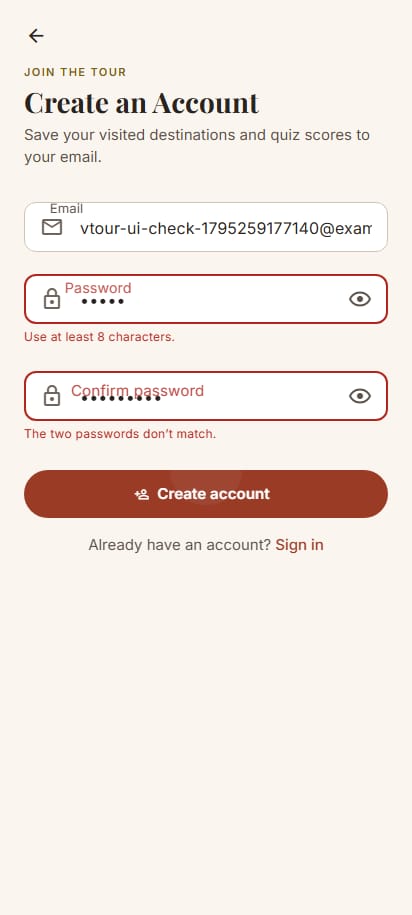 JOIN THE TOUR
Create an Account
Save your visited destinations and quiz scores to
your email.
Email
vtour-ui-check-1795259177140@exam
Password
•••••
Use at least 8 characters.
Confirm password
•••••••••
The two passwords don’t match.
Create account
Already have an account? Sign in